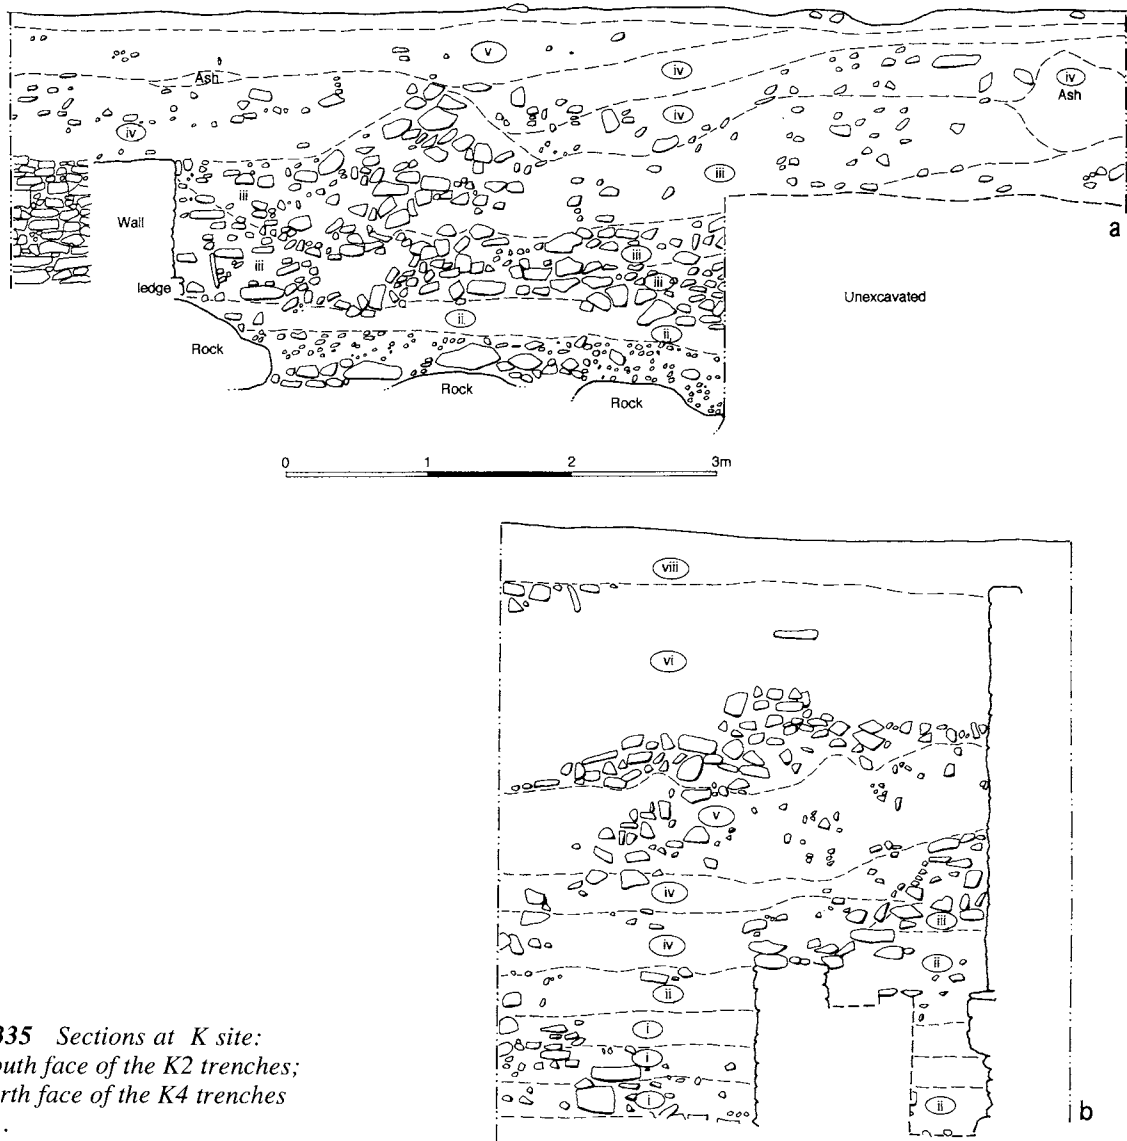 v
Ash
iv
iv
iv
Ash
iv
iii
iii
Wall
iii
iii
iii
ledge
ii
ii
Rock
Rock
Rock
a
Unexcavated
0 1 2 3m
viii
vi
v
iv
iii
iv
ii
ii
i
i
i
ii
b
335 Sections at K site:
outh face of the K2 trenches;
rth face of the K4 trenches
.